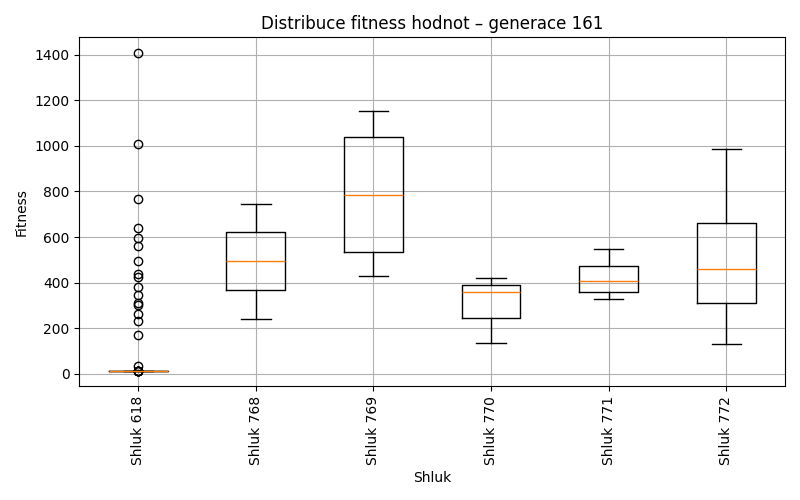 Distribuce fitness hodnot – generace 161
Fitness
1400
1200
1000
800
600
400
200
0
Shluk 618
Shluk 768
Shluk 769
Shluk 770
Shluk 771
Shluk 772
Shluk